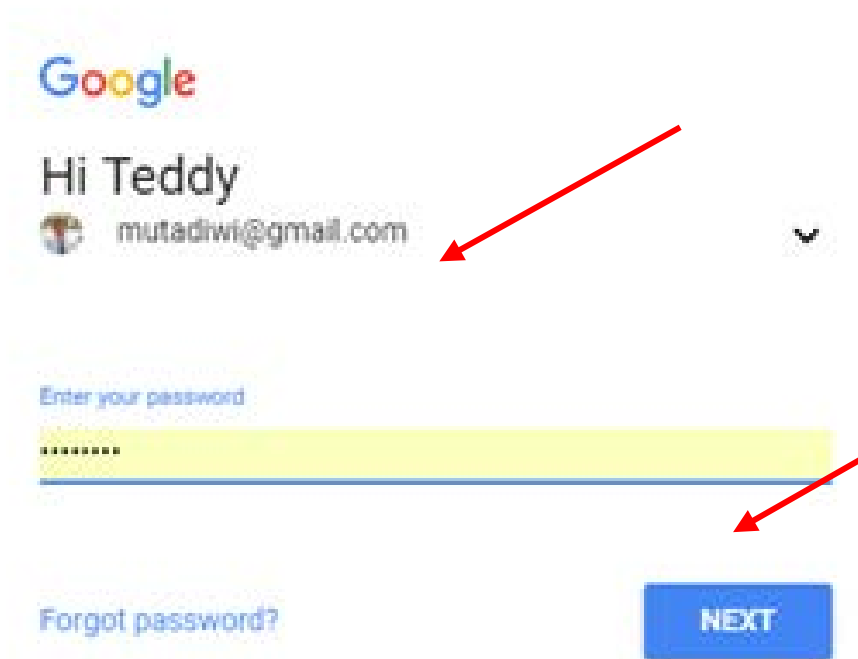 Google
Hi Teddy
mutadiwi@gmail.com
Enter your password
••••••••
Forgot password?
NEXT